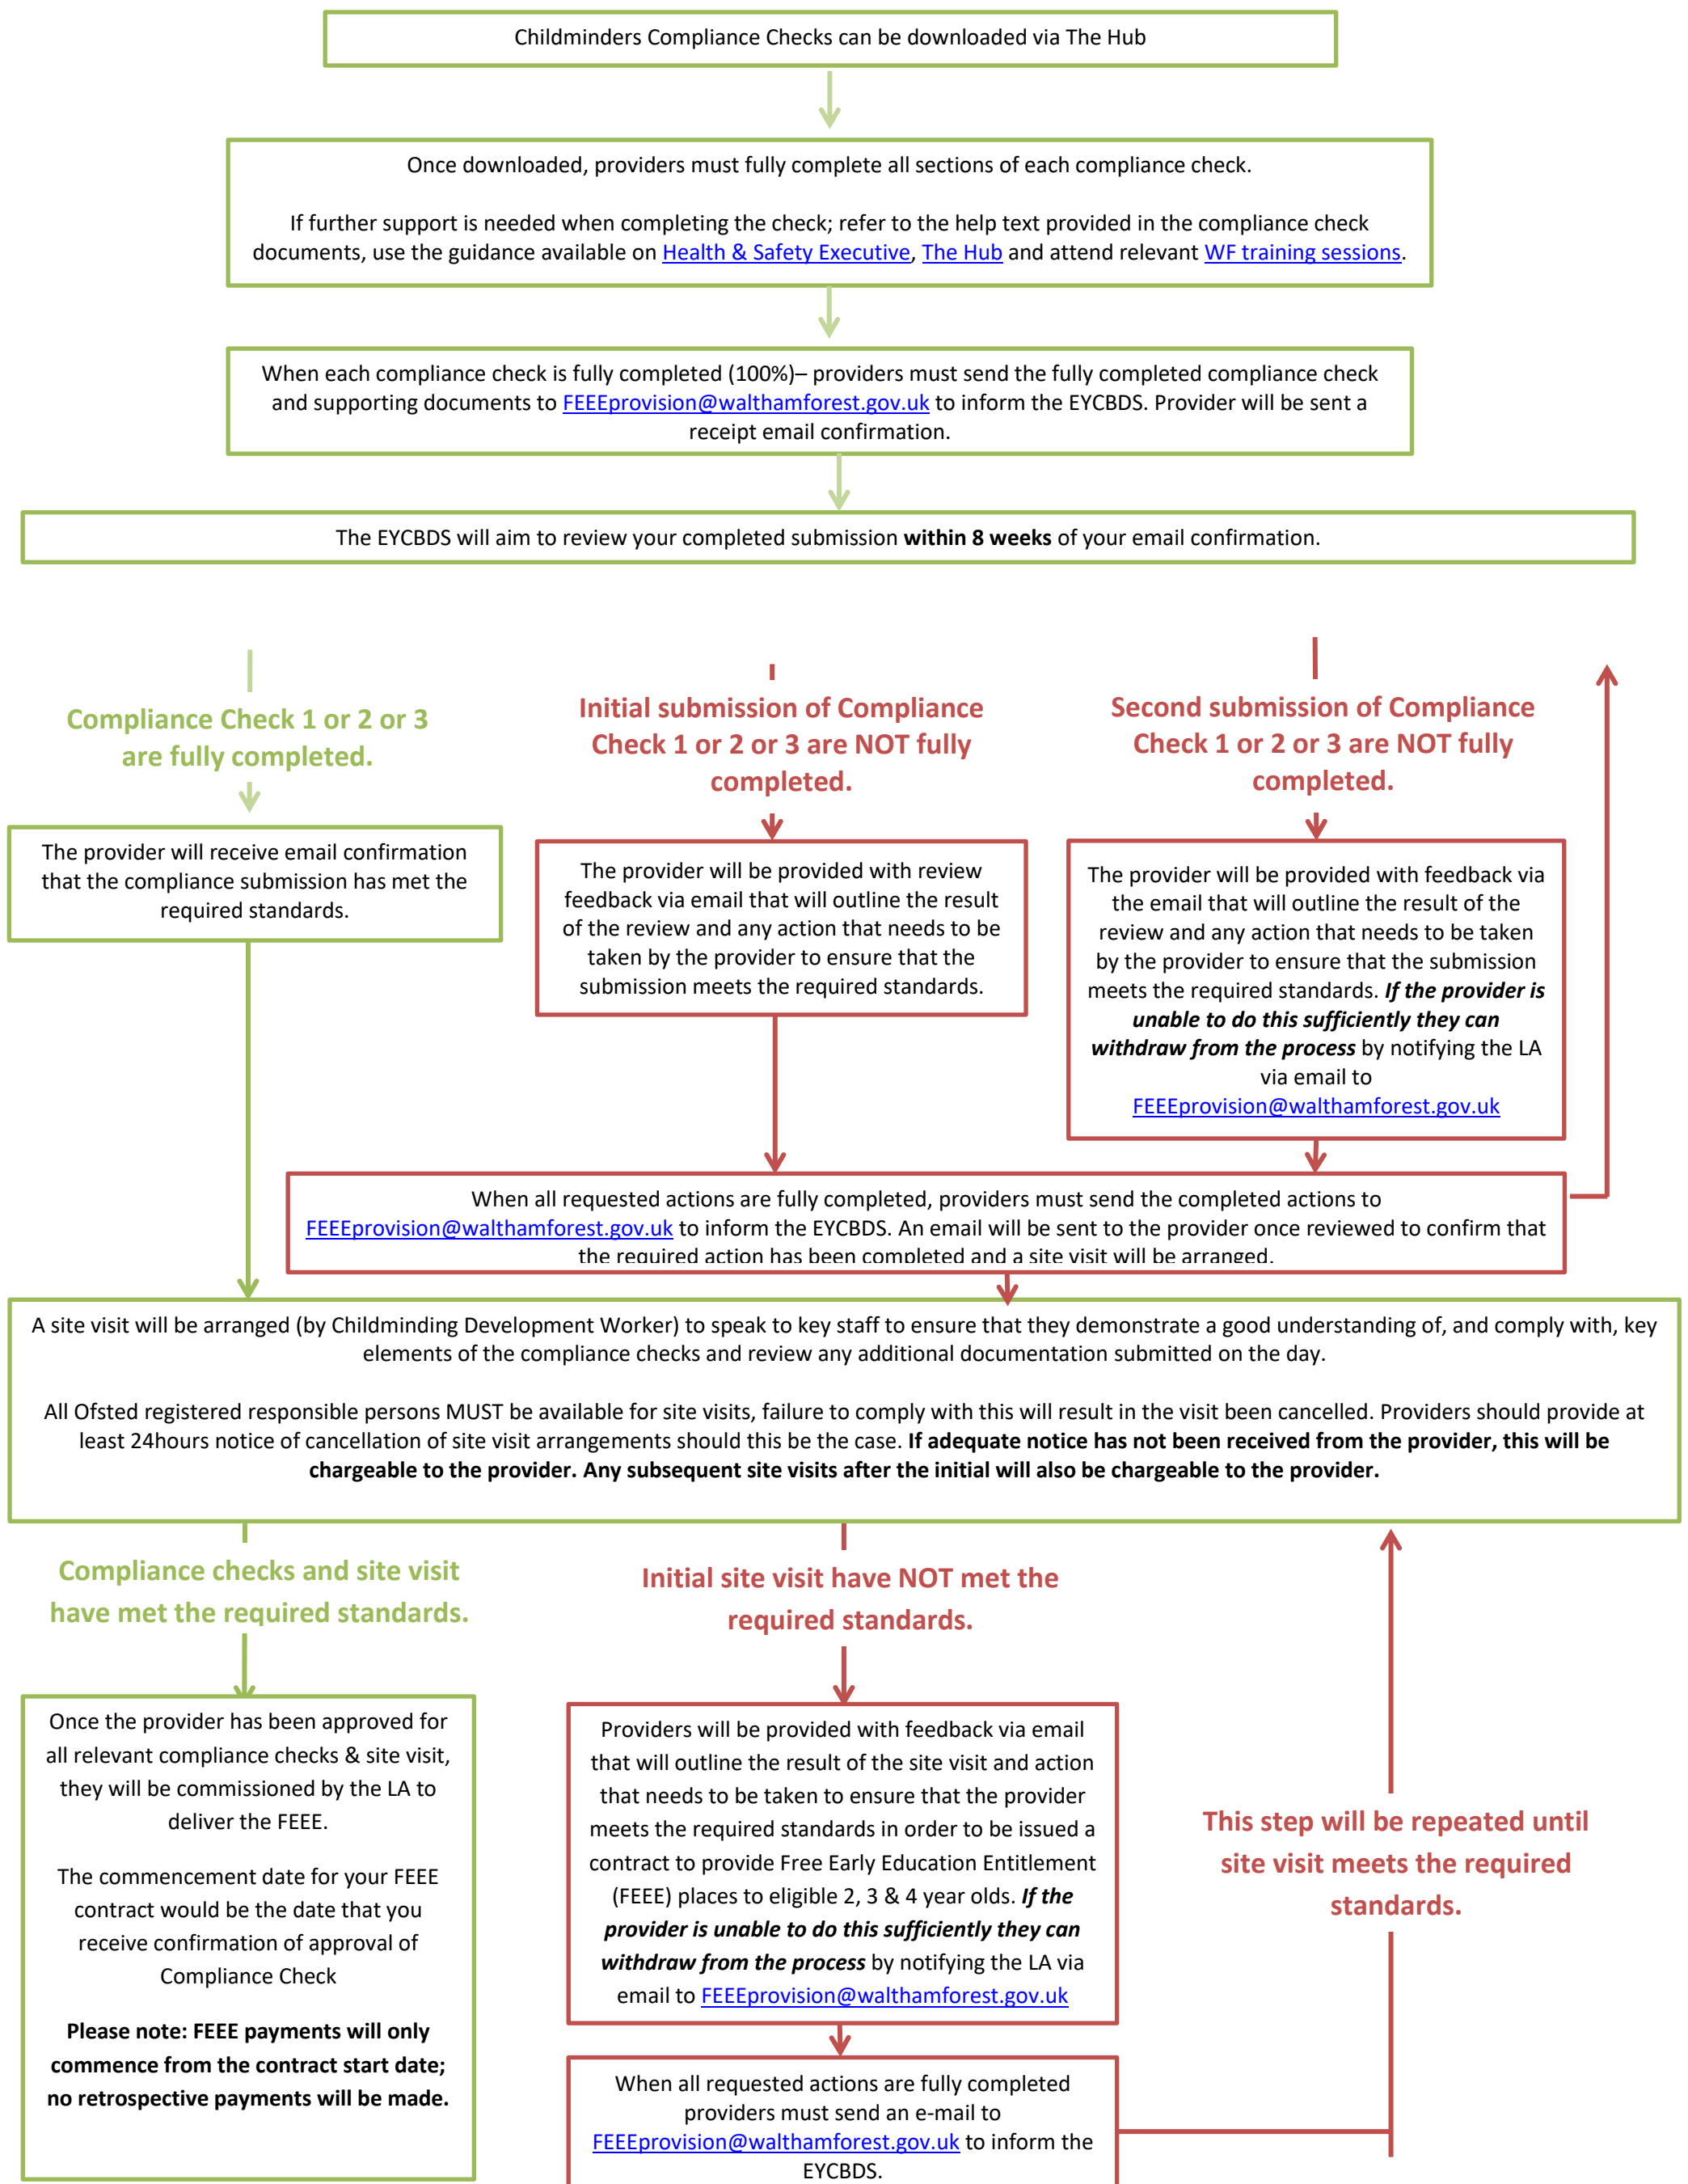 Childminders Compliance Checks can be downloaded via The Hub
Once downloaded, providers must fully complete all sections of each compliance check.
If further support is needed when completing the check; refer to the help text provided in the compliance check
documents, use the guidance available on Health & Safety Executive, The Hub and attend relevant WF training sessions.
When each compliance check is fully completed (100%)– providers must send the fully completed compliance check
and supporting documents to FEEEprovision@walthamforest.gov.uk to inform the EYCBDS. Provider will be sent a
receipt email confirmation.
The EYCBDS will aim to review your completed submission within 8 weeks of your email confirmation.
Compliance Check 1 or 2 or 3
are fully completed.
The provider will receive email confirmation
that the compliance submission has met the
required standards.
Initial submission of Compliance
Check 1 or 2 or 3 are NOT fully
completed.
The provider will be provided with review
feedback via email that will outline the result
of the review and any action that needs to be
taken by the provider to ensure that the
submission meets the required standards.
Second submission of Compliance
Check 1 or 2 or 3 are NOT fully
completed.
The provider will be provided with feedback via
the email that will outline the result of the
review and any action that needs to be taken
by the provider to ensure that the submission
meets the required standards. If the provider is
unable to do this sufficiently they can
withdraw from the process by notifying the LA
via email to
FEEEprovision@walthamforest.gov.uk
When all requested actions are fully completed, providers must send the completed actions to
FEEEprovision@walthamforest.gov.uk to inform the EYCBDS. An email will be sent to the provider once reviewed to confirm that
the required action has been completed and a site visit will be arranged.
A site visit will be arranged (by Childminding Development Worker) to speak to key staff to ensure that they demonstrate a good understanding of, and comply with, key
elements of the compliance checks and review any additional documentation submitted on the day.
All Ofsted registered responsible persons MUST be available for site visits, failure to comply with this will result in the visit been cancelled. Providers should provide at
least 24hours notice of cancellation of site visit arrangements should this be the case. If adequate notice has not been received from the provider, this will be
chargeable to the provider. Any subsequent site visits after the initial will also be chargeable to the provider.
Compliance checks and site visit
have met the required standards.
Once the provider has been approved for
all relevant compliance checks & site visit,
they will be commissioned by the LA to
deliver the FEEE.
The commencement date for your FEEE
contract would be the date that you
receive confirmation of approval of
Compliance Check
Please note: FEEE payments will only
commence from the contract start date;
no retrospective payments will be made.
Initial site visit have NOT met the
required standards.
Providers will be provided with feedback via email
that will outline the result of the site visit and action
that needs to be taken to ensure that the provider
meets the required standards in order to be issued a
contract to provide Free Early Education Entitlement
(FEEE) places to eligible 2, 3 & 4 year olds. If the
provider is unable to do this sufficiently they can
withdraw from the process by notifying the LA via
email to FEEEprovision@walthamforest.gov.uk
When all requested actions are fully completed
providers must send an e-mail to
FEEEprovision@walthamforest.gov.uk to inform the
EYCBDS.
This step will be repeated until
site visit meets the required
standards.